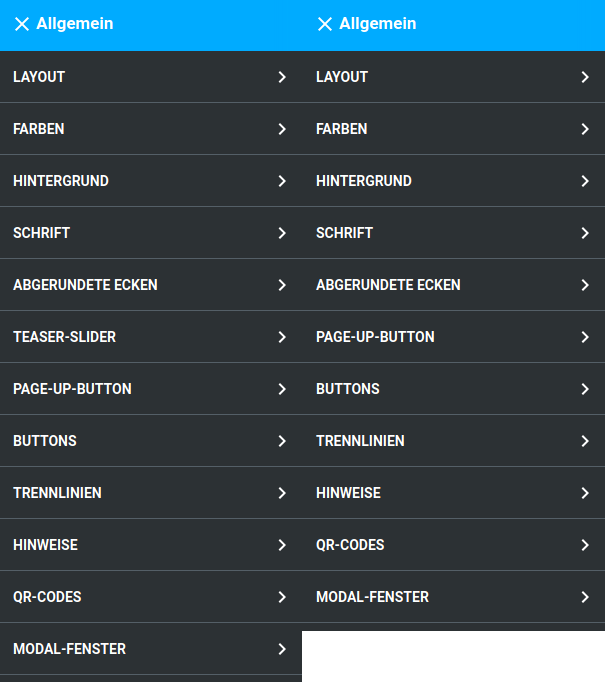 Allgemein
LAYOUT
FARBEN
HINTERGRUND
SCHRIFT
ABGERUNDETE ECKEN
TEASER-SLIDER
PAGE-UP-BUTTON
BUTTONS
TRENNLINIEN
HINWEISE
QR-CODES
MODAL-FENSTER
Allgemein
LAYOUT
FARBEN
HINTERGRUND
SCHRIFT
ABGERUNDETE ECKEN
PAGE-UP-BUTTON
BUTTONS
TRENNLINIEN
HINWEISE
QR-CODES
MODAL-FENSTER